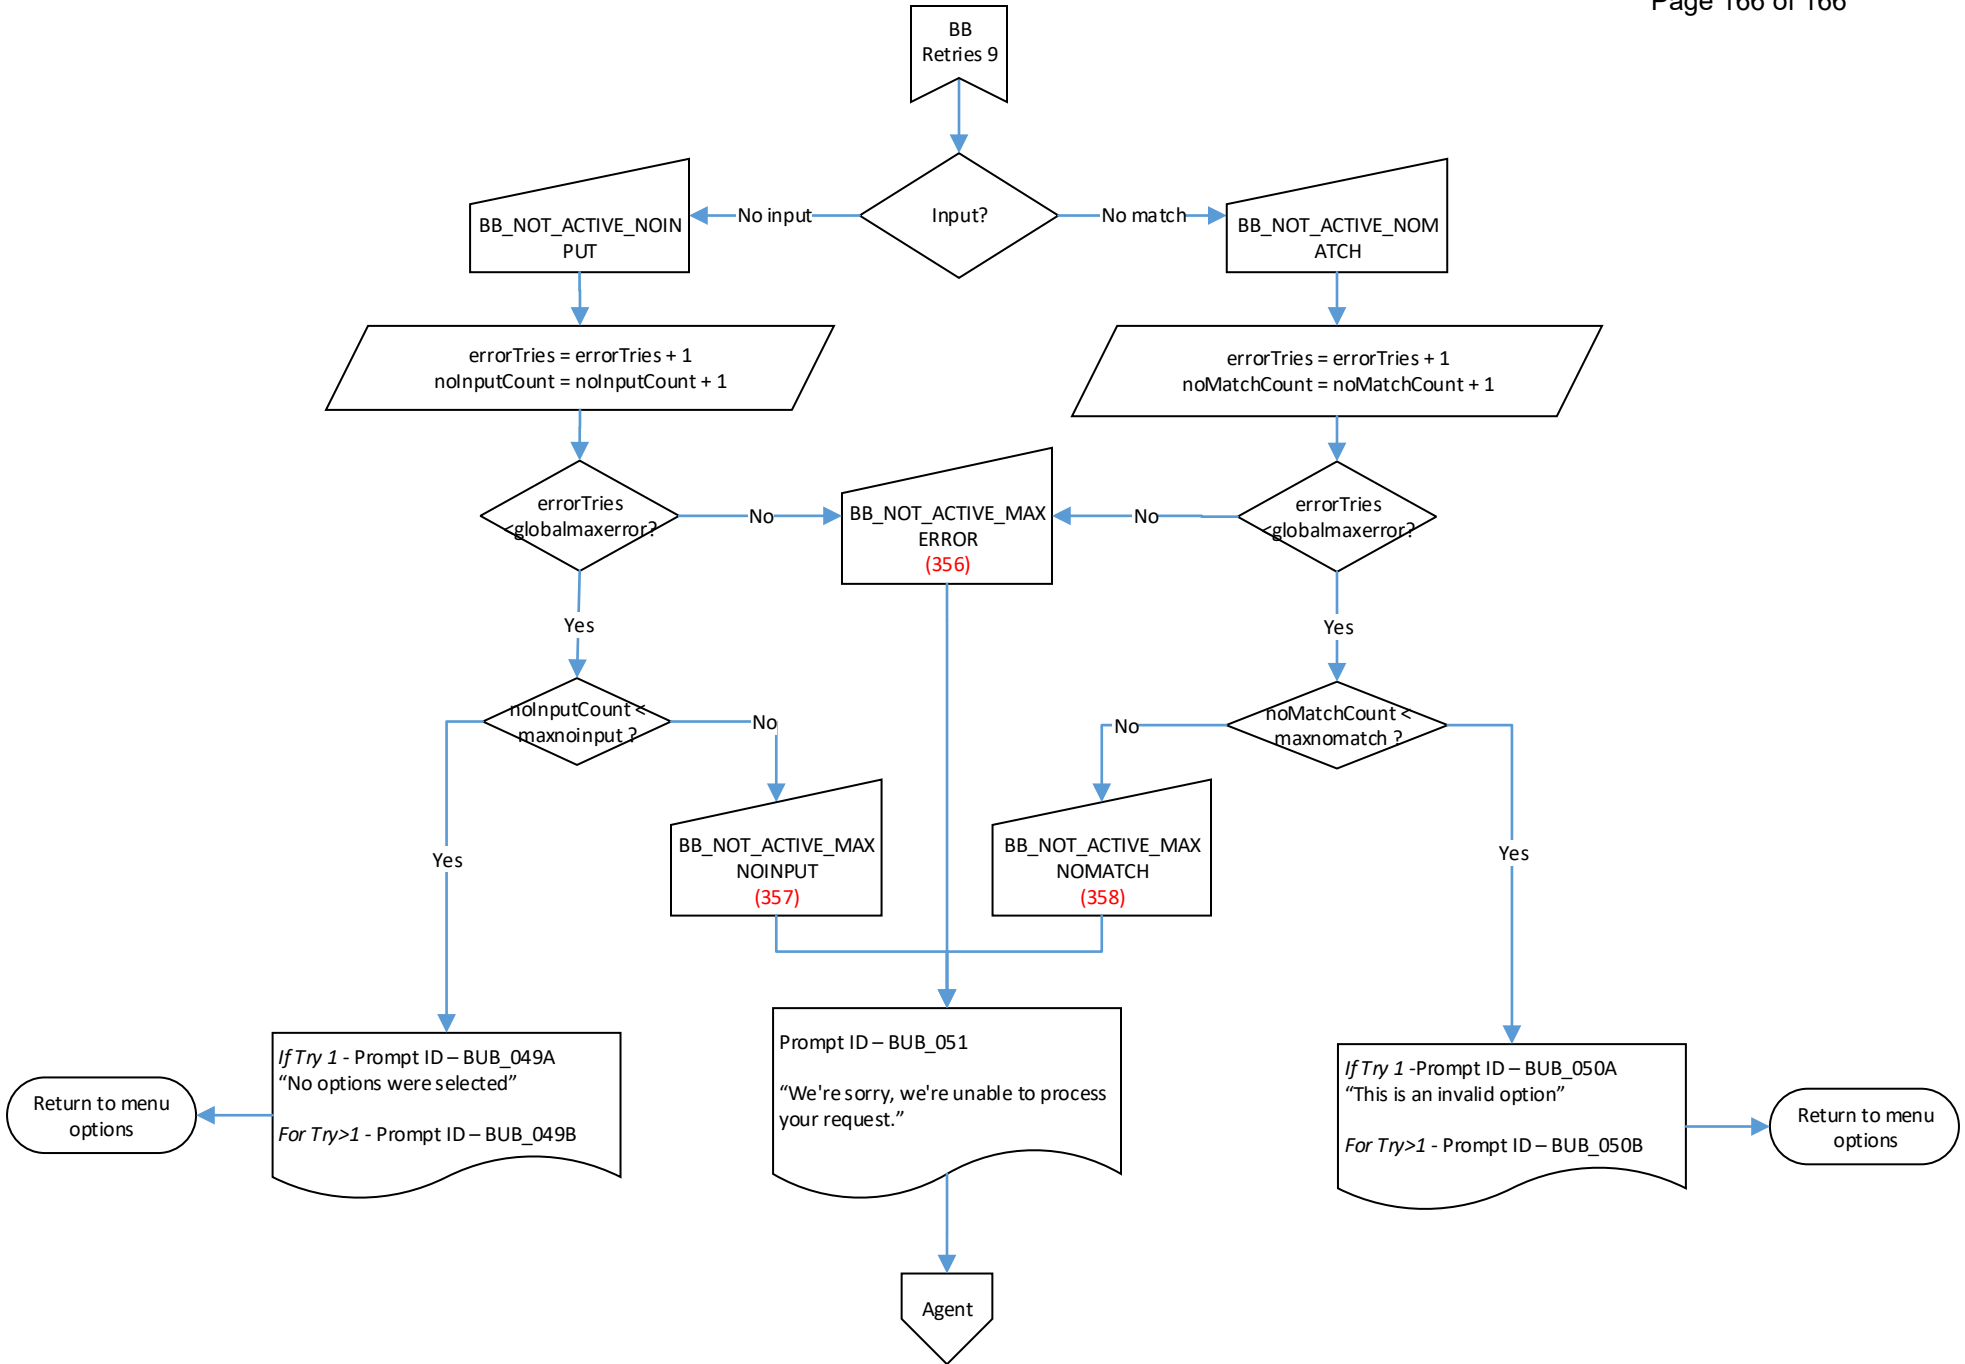 Page 166 of 166
BB
Retries 9
Input?
No input
No match
BB_NOT_ACTIVE_NOIN
PUT
BB_NOT_ACTIVE_NOM
ATCH
errorTries = errorTries + 1
noInputCount = noInputCount + 1
errorTries = errorTries + 1
noMatchCount = noMatchCount + 1
errorTries
<globalmaxerror?
No
BB_NOT_ACTIVE_MAX
ERROR
(356)
No
errorTries
<globalmaxerror?
Yes
Yes
noInputCount <
maxnoinput ?
No
No
noMatchCount <
maxnomatch ?
Yes
BB_NOT_ACTIVE_MAX
NOINPUT
(357)
BB_NOT_ACTIVE_MAX
NOMATCH
(358)
Yes
Return to menu
options
If Try 1 - Prompt ID – BUB_049A
“No options were selected”
For Try>1 - Prompt ID – BUB_049B
Prompt ID – BUB_051
“We're sorry, we're unable to process
your request.”
If Try 1 -Prompt ID – BUB_050A
“This is an invalid option”
For Try>1 - Prompt ID – BUB_050B
Return to menu
options
Agent